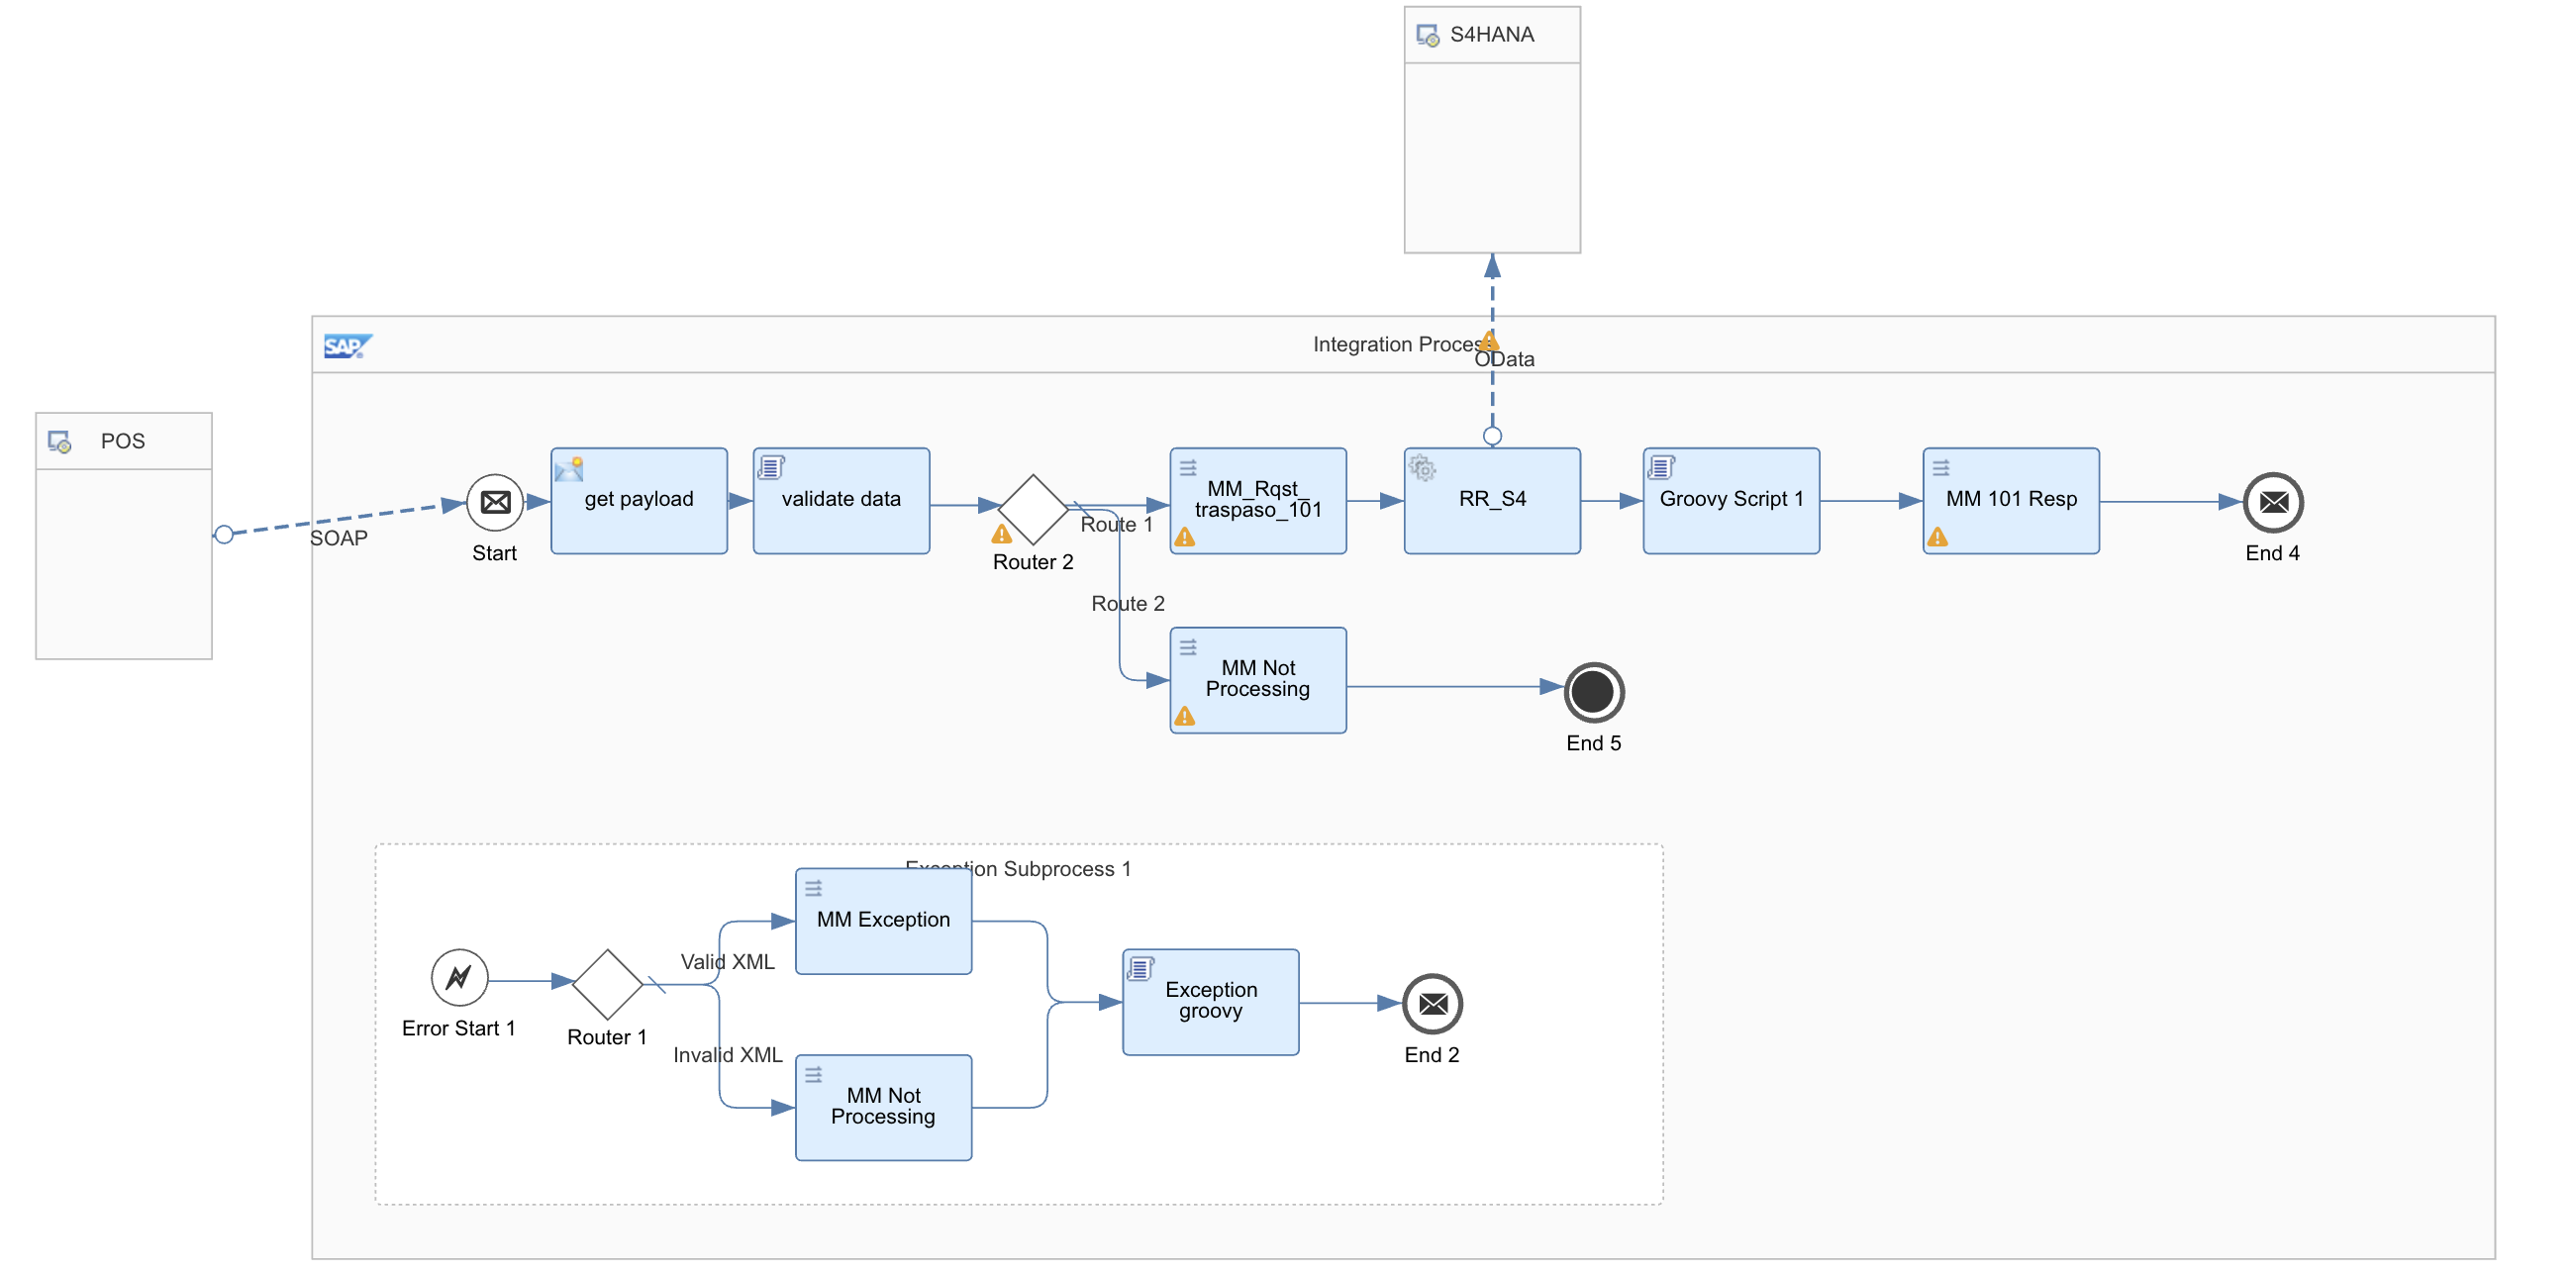 S4HANA
SAP
Integration Process
OData
POS
SOAP
Start
get payload
validate data
Router 2
Route 1
Route 2
MM_Rqst_
traspaso_101
RR_S4
Groovy Script 1
MM 101 Resp
End 4
MM Not
Processing
End 5
Exception Subprocess 1
Error Start 1
Router 1
Valid XML
Invalid XML
MM Exception
MM Not
Processing
Exception
groovy
End 2